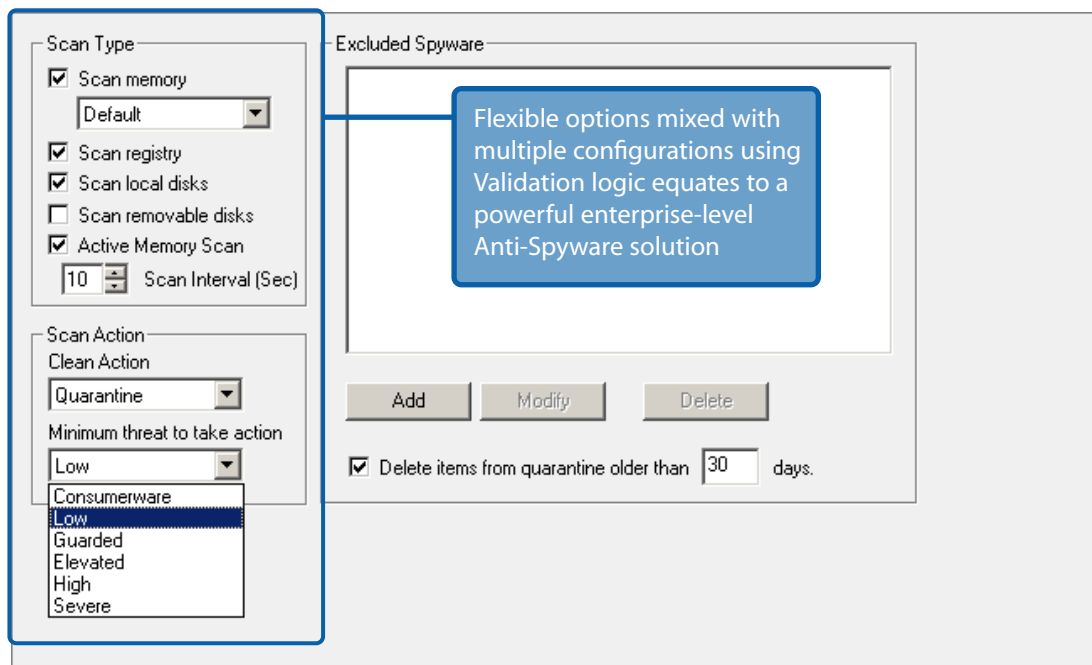 Scan Type
Scan memory
Default
Scan registry
Scan local disks
Scan removable disks
Active Memory Scan
10 Scan Interval (Sec)
Scan Action
Clean Action
Quarantine
Minimum threat to take action
Low
Consumerware
Low
Guarded
Elevated
High
Severe
Excluded Spyware
Flexible options mixed with
multiple configurations using
Validation logic equates to a
powerful enterprise-level
Anti-Spyware solution
Add Modify Delete
Delete items from quarantine older than 30 days.